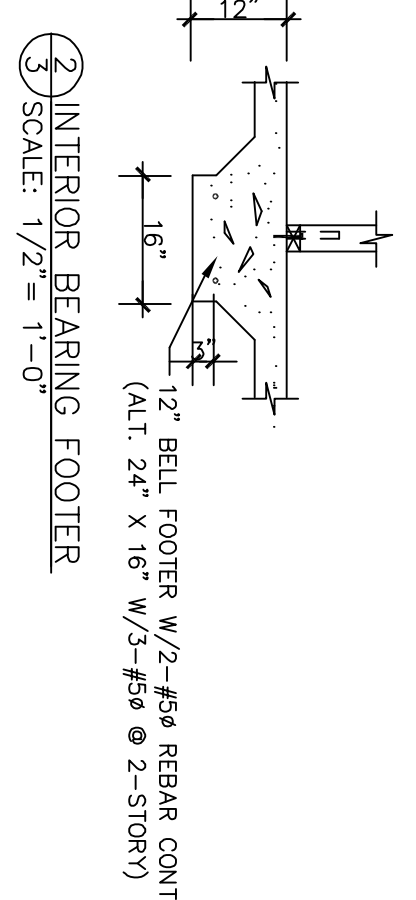 12"
16"
3"
12" BELL FOOTER W/2-#5ø REBAR CONT
(ALT. 24" X 16" W/3-#5ø @ 2-STORY)
2 INTERIOR BEARING FOOTER
3 SCALE: 1/2"= 1'-0"